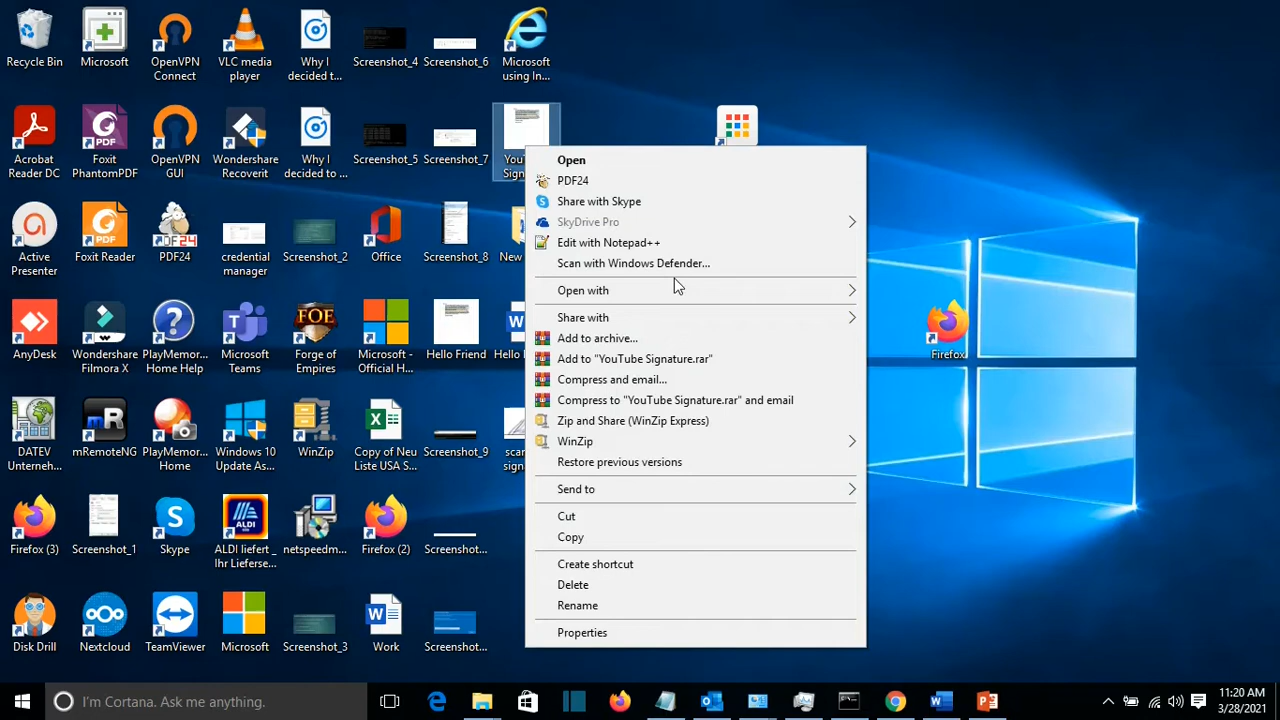 Recycle Bin
Microsoft
OpenVPN
Connect
VLC media
player
Why I
decided t...
Screenshot_4
Screenshot_6
Microsoft
using In...
Acrobat
Reader DC
Foxit
PhantomPDF
OpenVPN
GUI
Wondershare
Recoverit
Why I
decided to ...
Screenshot_5
Screenshot_7
Active
Presenter
Foxit Reader
PDF24
credential
manager
Screenshot_2
Office
Screenshot_8
New
AnyDesk
Wondershare
Filmora X
PlayMemor...
Home Help
Microsoft
Teams
Forge of
Empires
Microsoft -
Official H...
Hello Friend
Hello
DATEV
Unterneh...
mRemoteNG
PlayMemor...
Home
Windows 10
Update As...
WinZip
Copy of Neu
Liste USA S...
Screenshot_9
Firefox (3)
Screenshot_1
Skype
ALDI liefert _
Ihr Lieferse...
netspeedm...
Firefox (2)
Screenshot...
Disk Drill
Nextcloud
TeamViewer
Microsoft
Screenshot_3
Work
Screenshot...
Firefox
Open
PDF24
Share with Skype
SkyDrive Pro
Edit with Notepad++
Scan with Windows Defender...
Open with
Share with
Add to archive...
Add to "YouTube Signature.rar"
Compress and email...
Compress to "YouTube Signature.rar" and email
Zip and Share (WinZip Express)
WinZip
Restore previous versions
Send to
Cut
Copy
Create shortcut
Delete
Rename
Properties
I'm Cortana. Ask me anything.
11:20 AM
3/28/2021